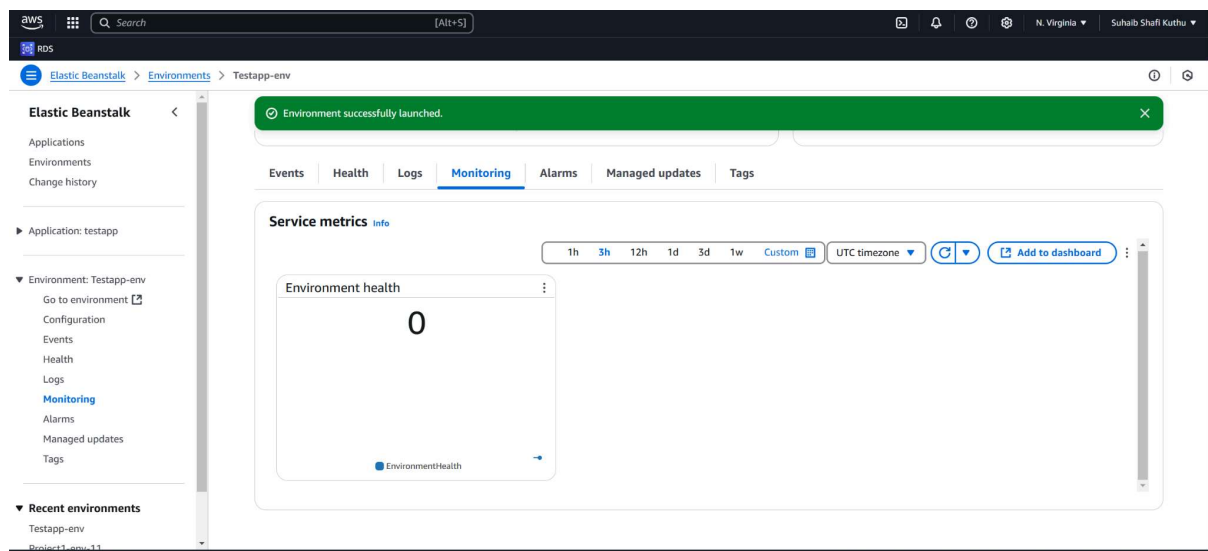 aws
Search [Alt+S] N. Virginia Suhaib Shafi Kuthu
RDS
Elastic Beanstalk > Environments > Testapp-env
Elastic Beanstalk
Applications
Environments
Change history
Application: testapp
Environment: Testapp-env
Go to environment
Configuration
Events
Health
Logs
Monitoring
Alarms
Managed updates
Tags
Recent environments
Testapp-env
Project1-env-11
Environment successfully launched.
Events Health Logs Monitoring Alarms Managed updates Tags
Service metrics Info
1h 3h 12h 1d 3d 1w Custom UTC timezone Add to dashboard
Environment health
0
EnvironmentHealth